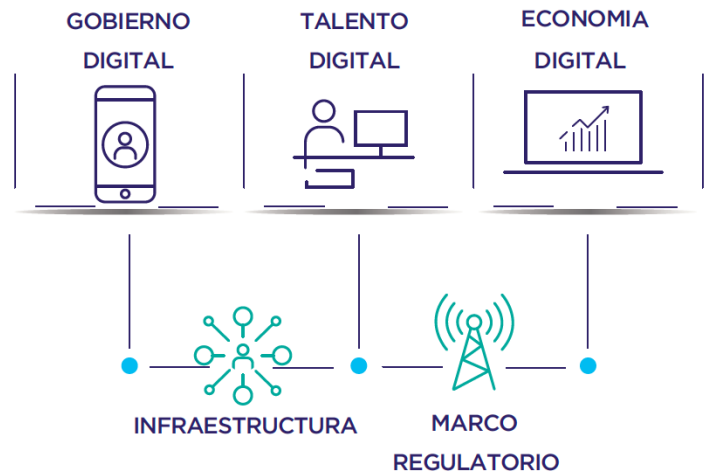 GOBIERNO
DIGITAL
TALENTO
DIGITAL
ECONOMIA
DIGITAL
INFRAESTRUCTURA
MARCO
REGULATORIO